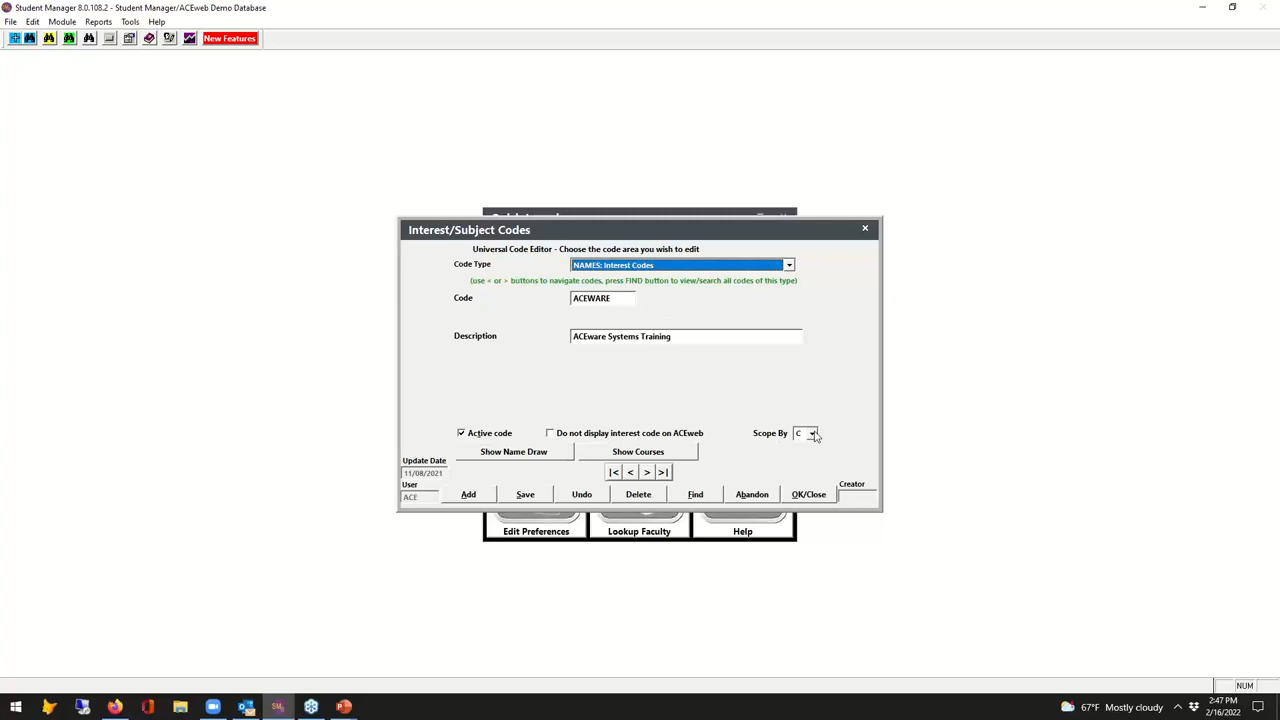 Student Manager 8.0.108.2 - Student Manager/ACEweb Demo Database
File Edit Module Reports Tools Help
New Features
Interest/Subject Codes
Universal Code Editor - Choose the code area you wish to edit
Code Type NAMES: Interest Codes
(use < or > buttons to navigate codes, press FIND button to view/search all codes of this type)
Code ACEWARE
Description ACEware Systems Training
Active code Do not display interest code on ACEweb Scope By C
Show Name Draw Show Courses
Update Date
11/08/2021 |< < > >|
User Creator
ACE Add Save Undo Delete Find Abandon OK/Close
Edit Preferences Lookup Faculty Help
NUM
67°F Mostly cloudy 2:47 PM
2/16/2022